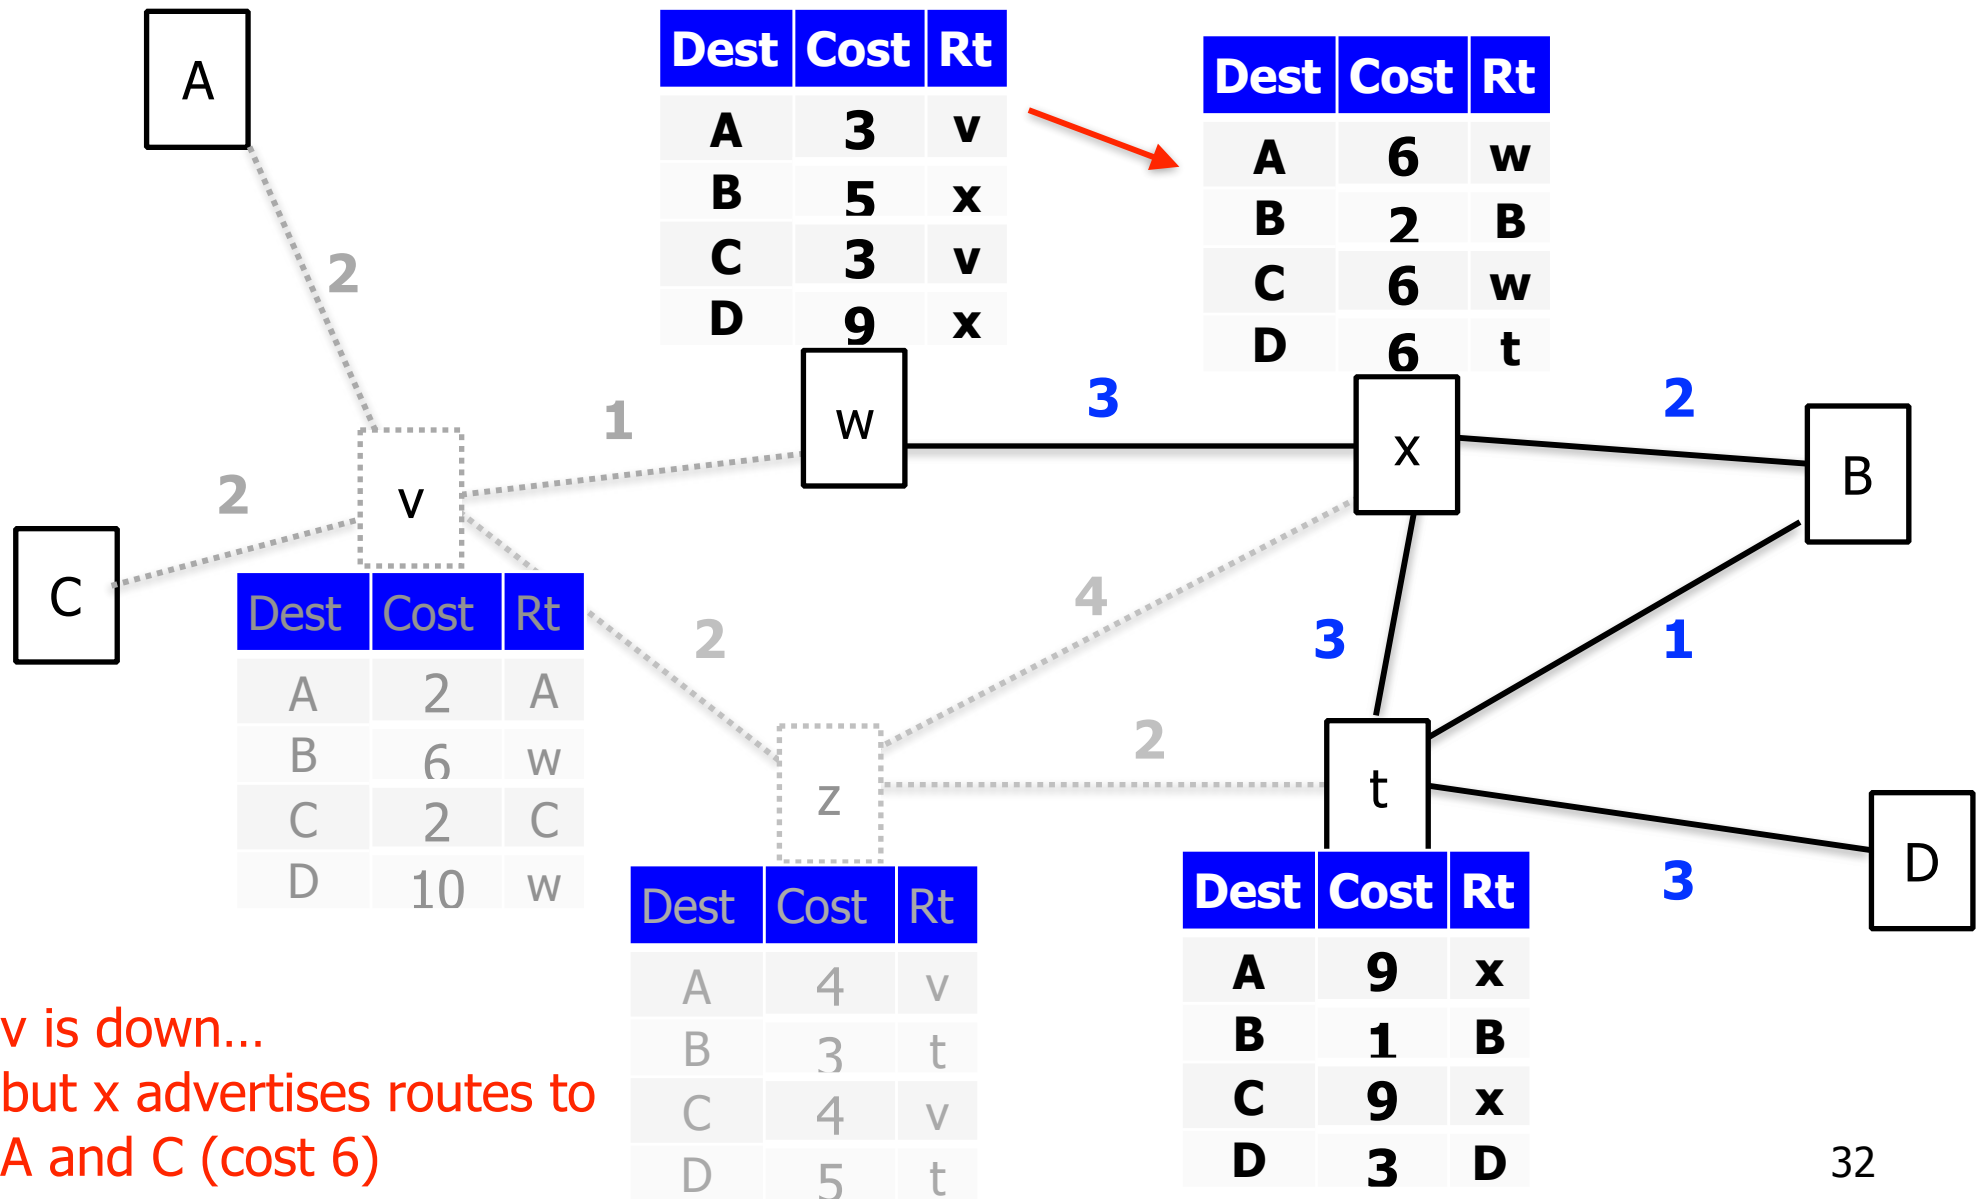 A
Dest Cost Rt
A 3 v
B 5 x
C 3 v
D 9 x
Dest Cost Rt
A 6 w
B 2 B
C 6 w
D 6 t
2
1
3
2
w
x
B
2
v
C
Dest Cost Rt
A 2 A
B 6 w
C 2 C
D 10 w
2
4
3
1
2
z
t
D
3
Dest Cost Rt
A 4 v
B 3 t
C 4 v
D 5 t
Dest Cost Rt
A 9 x
B 1 B
C 9 x
D 3 D
v is down...
but x advertises routes to
A and C (cost 6)
32